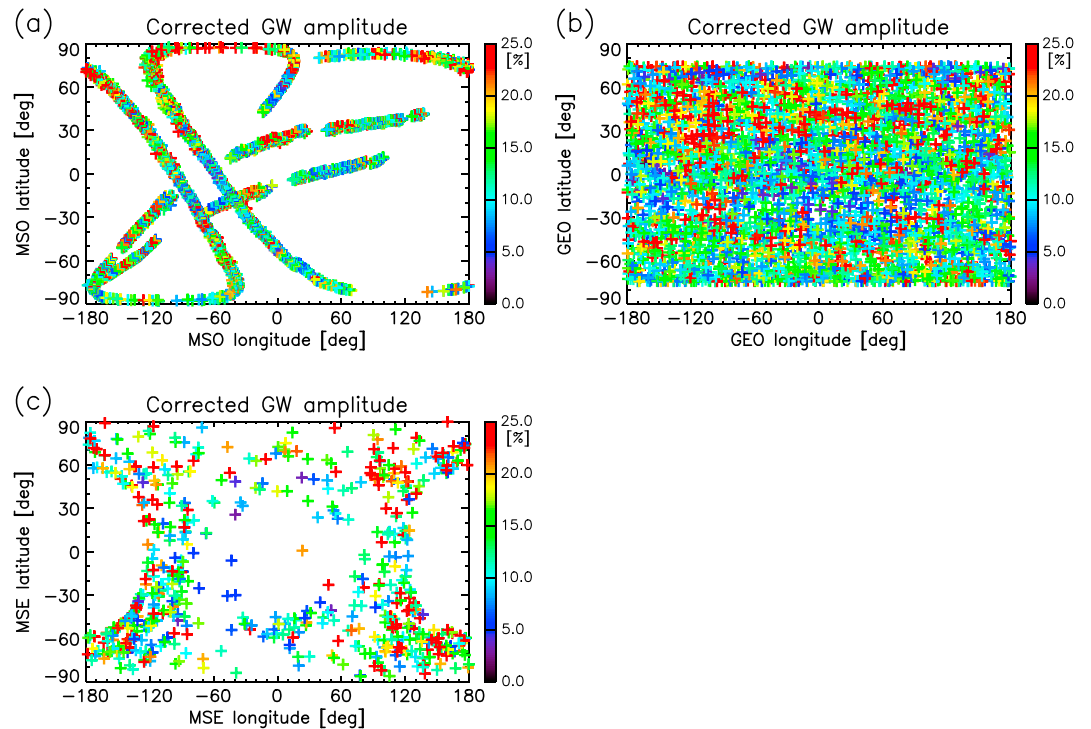 (a)
Corrected GW amplitude
MSO latitude [deg]
90
60
30
0
−30
−60
−90
−180 −120 −60 0 60 120 180
MSO longitude [deg]
25.0
[%]
20.0
15.0
10.0
5.0
0.0
(b)
Corrected GW amplitude
GEO latitude [deg]
90
60
30
0
−30
−60
−90
−180 −120 −60 0 60 120 180
GEO longitude [deg]
25.0
[%]
20.0
15.0
10.0
5.0
0.0
(c)
Corrected GW amplitude
MSE latitude [deg]
90
60
30
0
−30
−60
−90
−180 −120 −60 0 60 120 180
MSE longitude [deg]
25.0
[%]
20.0
15.0
10.0
5.0
0.0